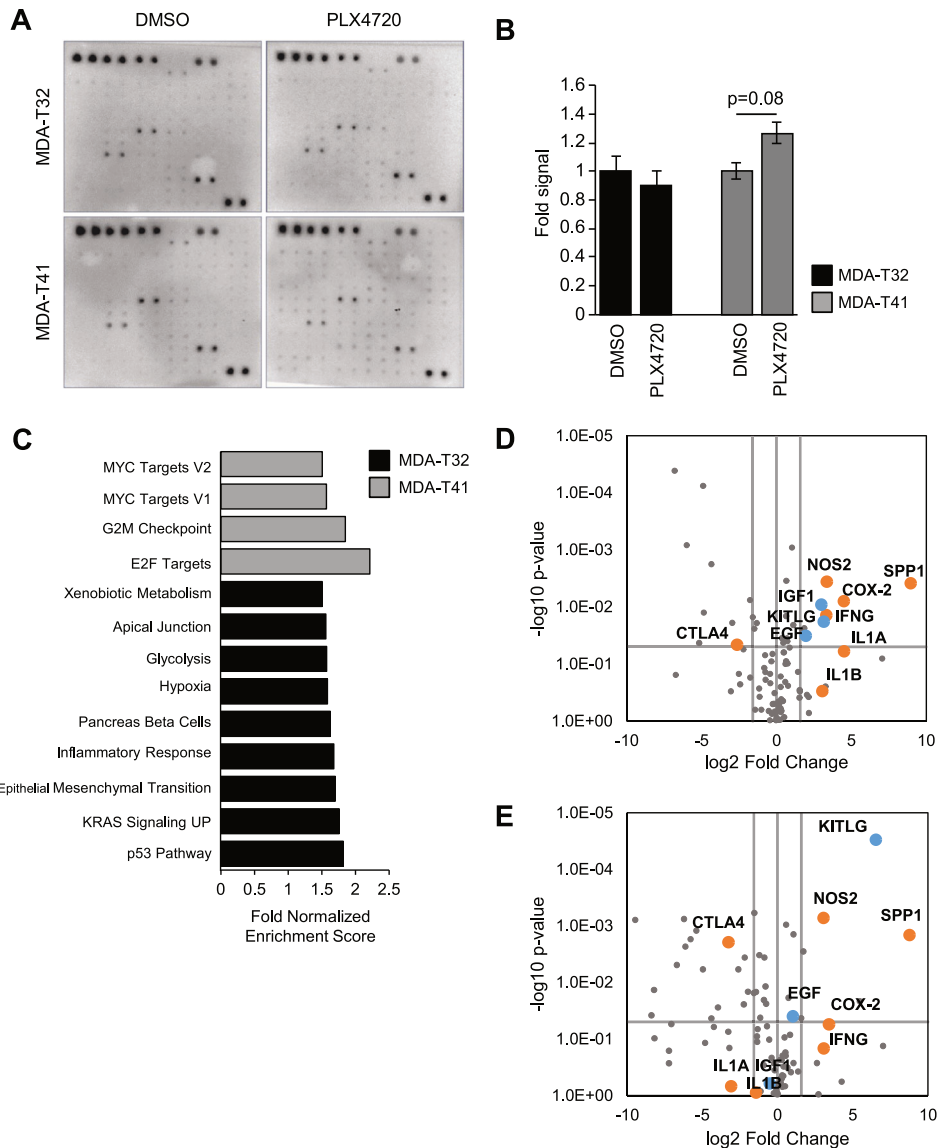 A
DMSO
PLX4720
MDA-T32
MDA-T41
B
Fold signal
1.6
1.4
1.2
1
0.8
0.6
0.4
0.2
0
p=0.08
DMSO
PLX4720
DMSO
PLX4720
MDA-T32
MDA-T41
C
MYC Targets V2
MYC Targets V1
G2M Checkpoint
E2F Targets
Xenobiotic Metabolism
Apical Junction
Glycolysis
Hypoxia
Pancreas Beta Cells
Inflammatory Response
Epithelial Mesenchymal Transition
KRAS Signaling UP
p53 Pathway
MDA-T32
MDA-T41
0 0.5 1 1.5 2 2.5
Fold Normalized
Enrichment Score
D
-log10 p-value
1.0E-05
1.0E-04
1.0E-03
1.0E-02
1.0E-01
1.0E+00
NOS2
SPP1
IGF1
COX-2
KITLG
IFNG
CTLA4
EGF
IL1A
IL1B
-10 -5 0 5 10
log2 Fold Change
E
-log10 p-value
1.0E-05
1.0E-04
1.0E-03
1.0E-02
1.0E-01
1.0E+00
KITLG
NOS2
CTLA4
SPP1
EGF
COX-2
IFNG
IL1A
IGF1
IL1B
-10 -5 0 5 10
log2 Fold Change